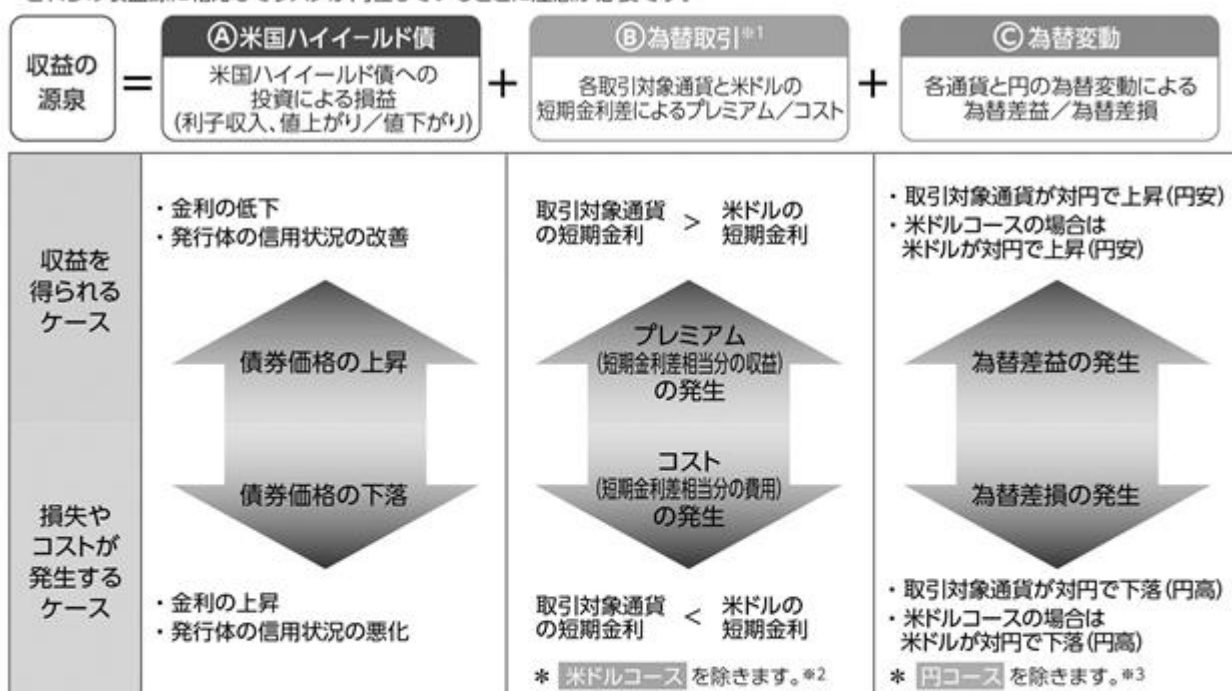 収益の
源泉
=
Ⓐ米国ハイイールド債
米国ハイイールド債への
投資による損益
(利子収入、値上がり/値下がり)
+
Ⓑ為替取引※1
各取引対象通貨と米ドルの
短期金利差によるプレミアム/コスト
+
Ⓒ為替変動
各通貨と円の為替変動による
為替差益/為替差損
収益を
得られる
ケース
・金利の低下
・発行体の信用状況の改善
債券価格の上昇
取引対象通貨の短期金利 > 米ドルの短期金利
プレミアム
(短期金利差相当分の収益)
の発生
・取引対象通貨が対円で上昇(円安)
・米ドルコースの場合は
米ドルが対円で上昇(円安)
為替差益の発生
損失や
コストが
発生する
ケース
債券価格の下落
・金利の上昇
・発行体の信用状況の悪化
コスト
(短期金利差相当分の費用)
の発生
取引対象通貨の短期金利 < 米ドルの短期金利
* 米ドルコース を除きます。※2
為替差損の発生
・取引対象通貨が対円で下落(円高)
・米ドルコースの場合は
米ドルが対円で下落(円高)
* 円コース を除きます。※3